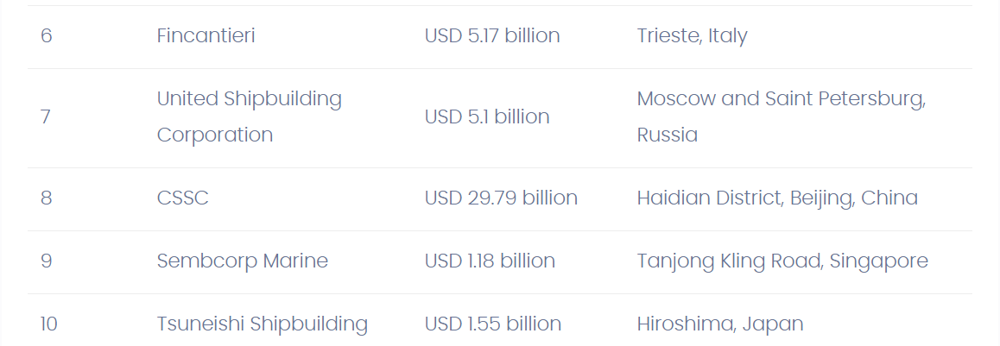 6 Fincantieri USD 5.17 billion Trieste, Italy
7 United Shipbuilding Corporation USD 5.1 billion Moscow and Saint Petersburg, Russia
8 CSSC USD 29.79 billion Haidian District, Beijing, China
9 Sembcorp Marine USD 1.18 billion Tanjong Kling Road, Singapore
10 Tsuneishi Shipbuilding USD 1.55 billion Hiroshima, Japan